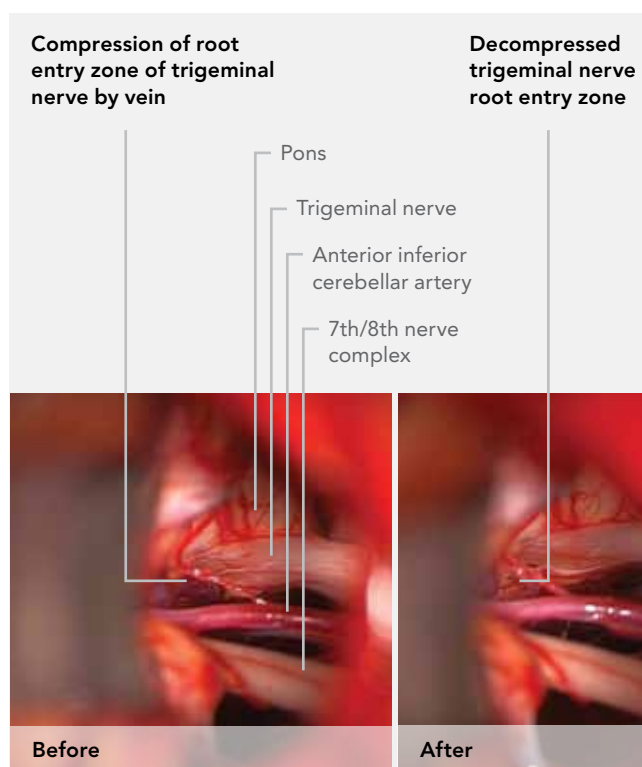 Compression of root
entry zone of trigeminal
nerve by vein
Decompressed
trigeminal nerve
root entry zone
Pons
Trigeminal nerve
Anterior inferior
cerebellar artery
7th/8th nerve
complex
Before
After